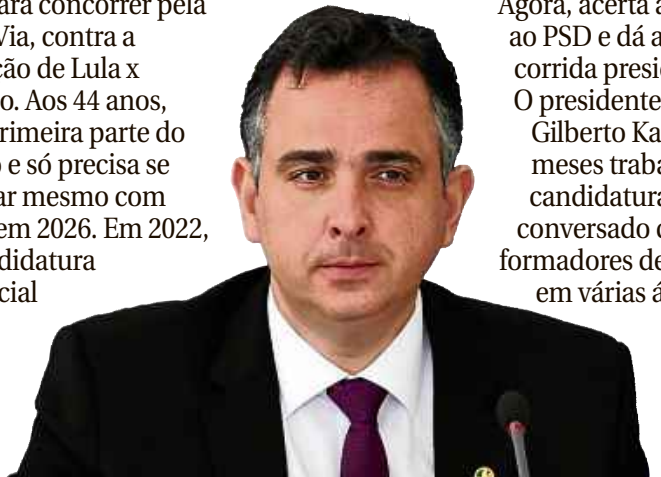 para concorrer pela
Via, contra a
ção de Lula x
o. Aos 44 anos,
rimeira parte do
o e só precisa se
ar mesmo com
em 2026. Em 2022,
didatura
cial
Agora, acerta a
ao PSD e dá a
corrida presid
O presidente
Gilberto Ka
meses traba
candidatura
conversado c
formadores de
em várias á